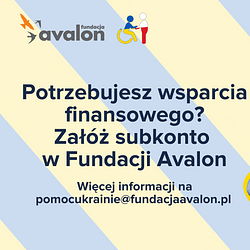 fundacja
avalon
Potrzebujesz wsparcia
finansowego?
Załóż subkonto
w Fundacji Avalon
Więcej informacji na
pomocukrainie@fundacjaavalon.pl